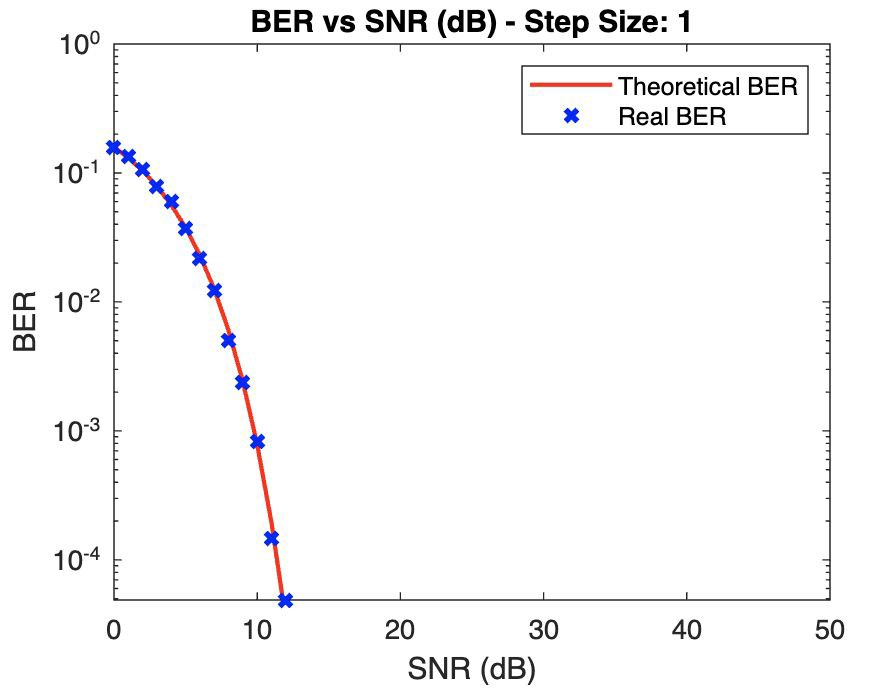 BER vs SNR (dB) - Step Size: 1
10^0
10^-1
10^-2
10^-3
10^-4
BER
Theoretical BER
Real BER
0 10 20 30 40 50
SNR (dB)